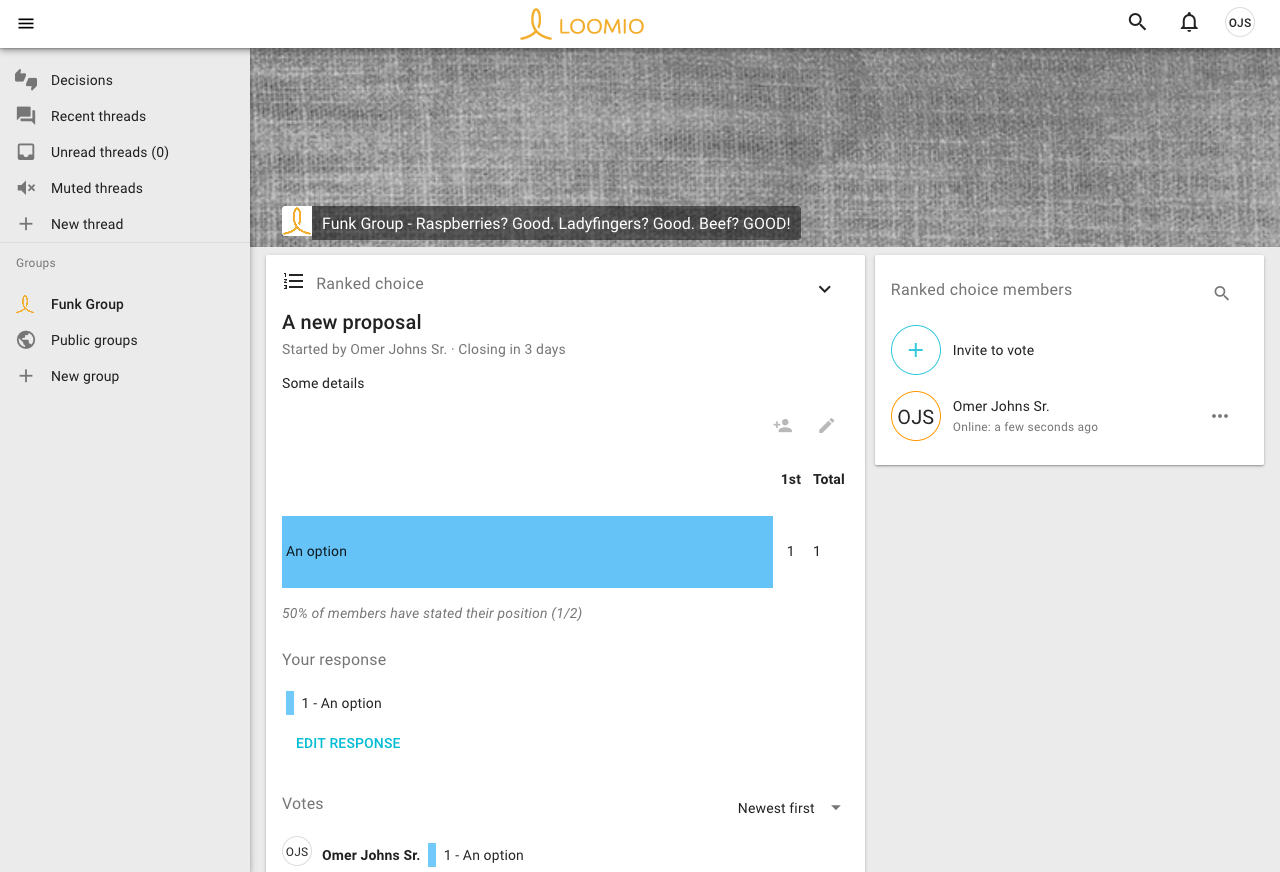 LOOMIO
OJS
Decisions
Recent threads
Unread threads (0)
Muted threads
New thread
Groups
Funk Group
Public groups
New group
Funk Group - Raspberries? Good. Ladyfingers? Good. Beef? GOOD!
Ranked choice
A new proposal
Started by Omer Johns Sr. · Closing in 3 days
Some details
1st Total
An option 1 1
50% of members have stated their position (1/2)
Your response
1 - An option
EDIT RESPONSE
Votes
Newest first
OJS Omer Johns Sr. 1 - An option
Ranked choice members
Invite to vote
OJS
Omer Johns Sr.
Online: a few seconds ago